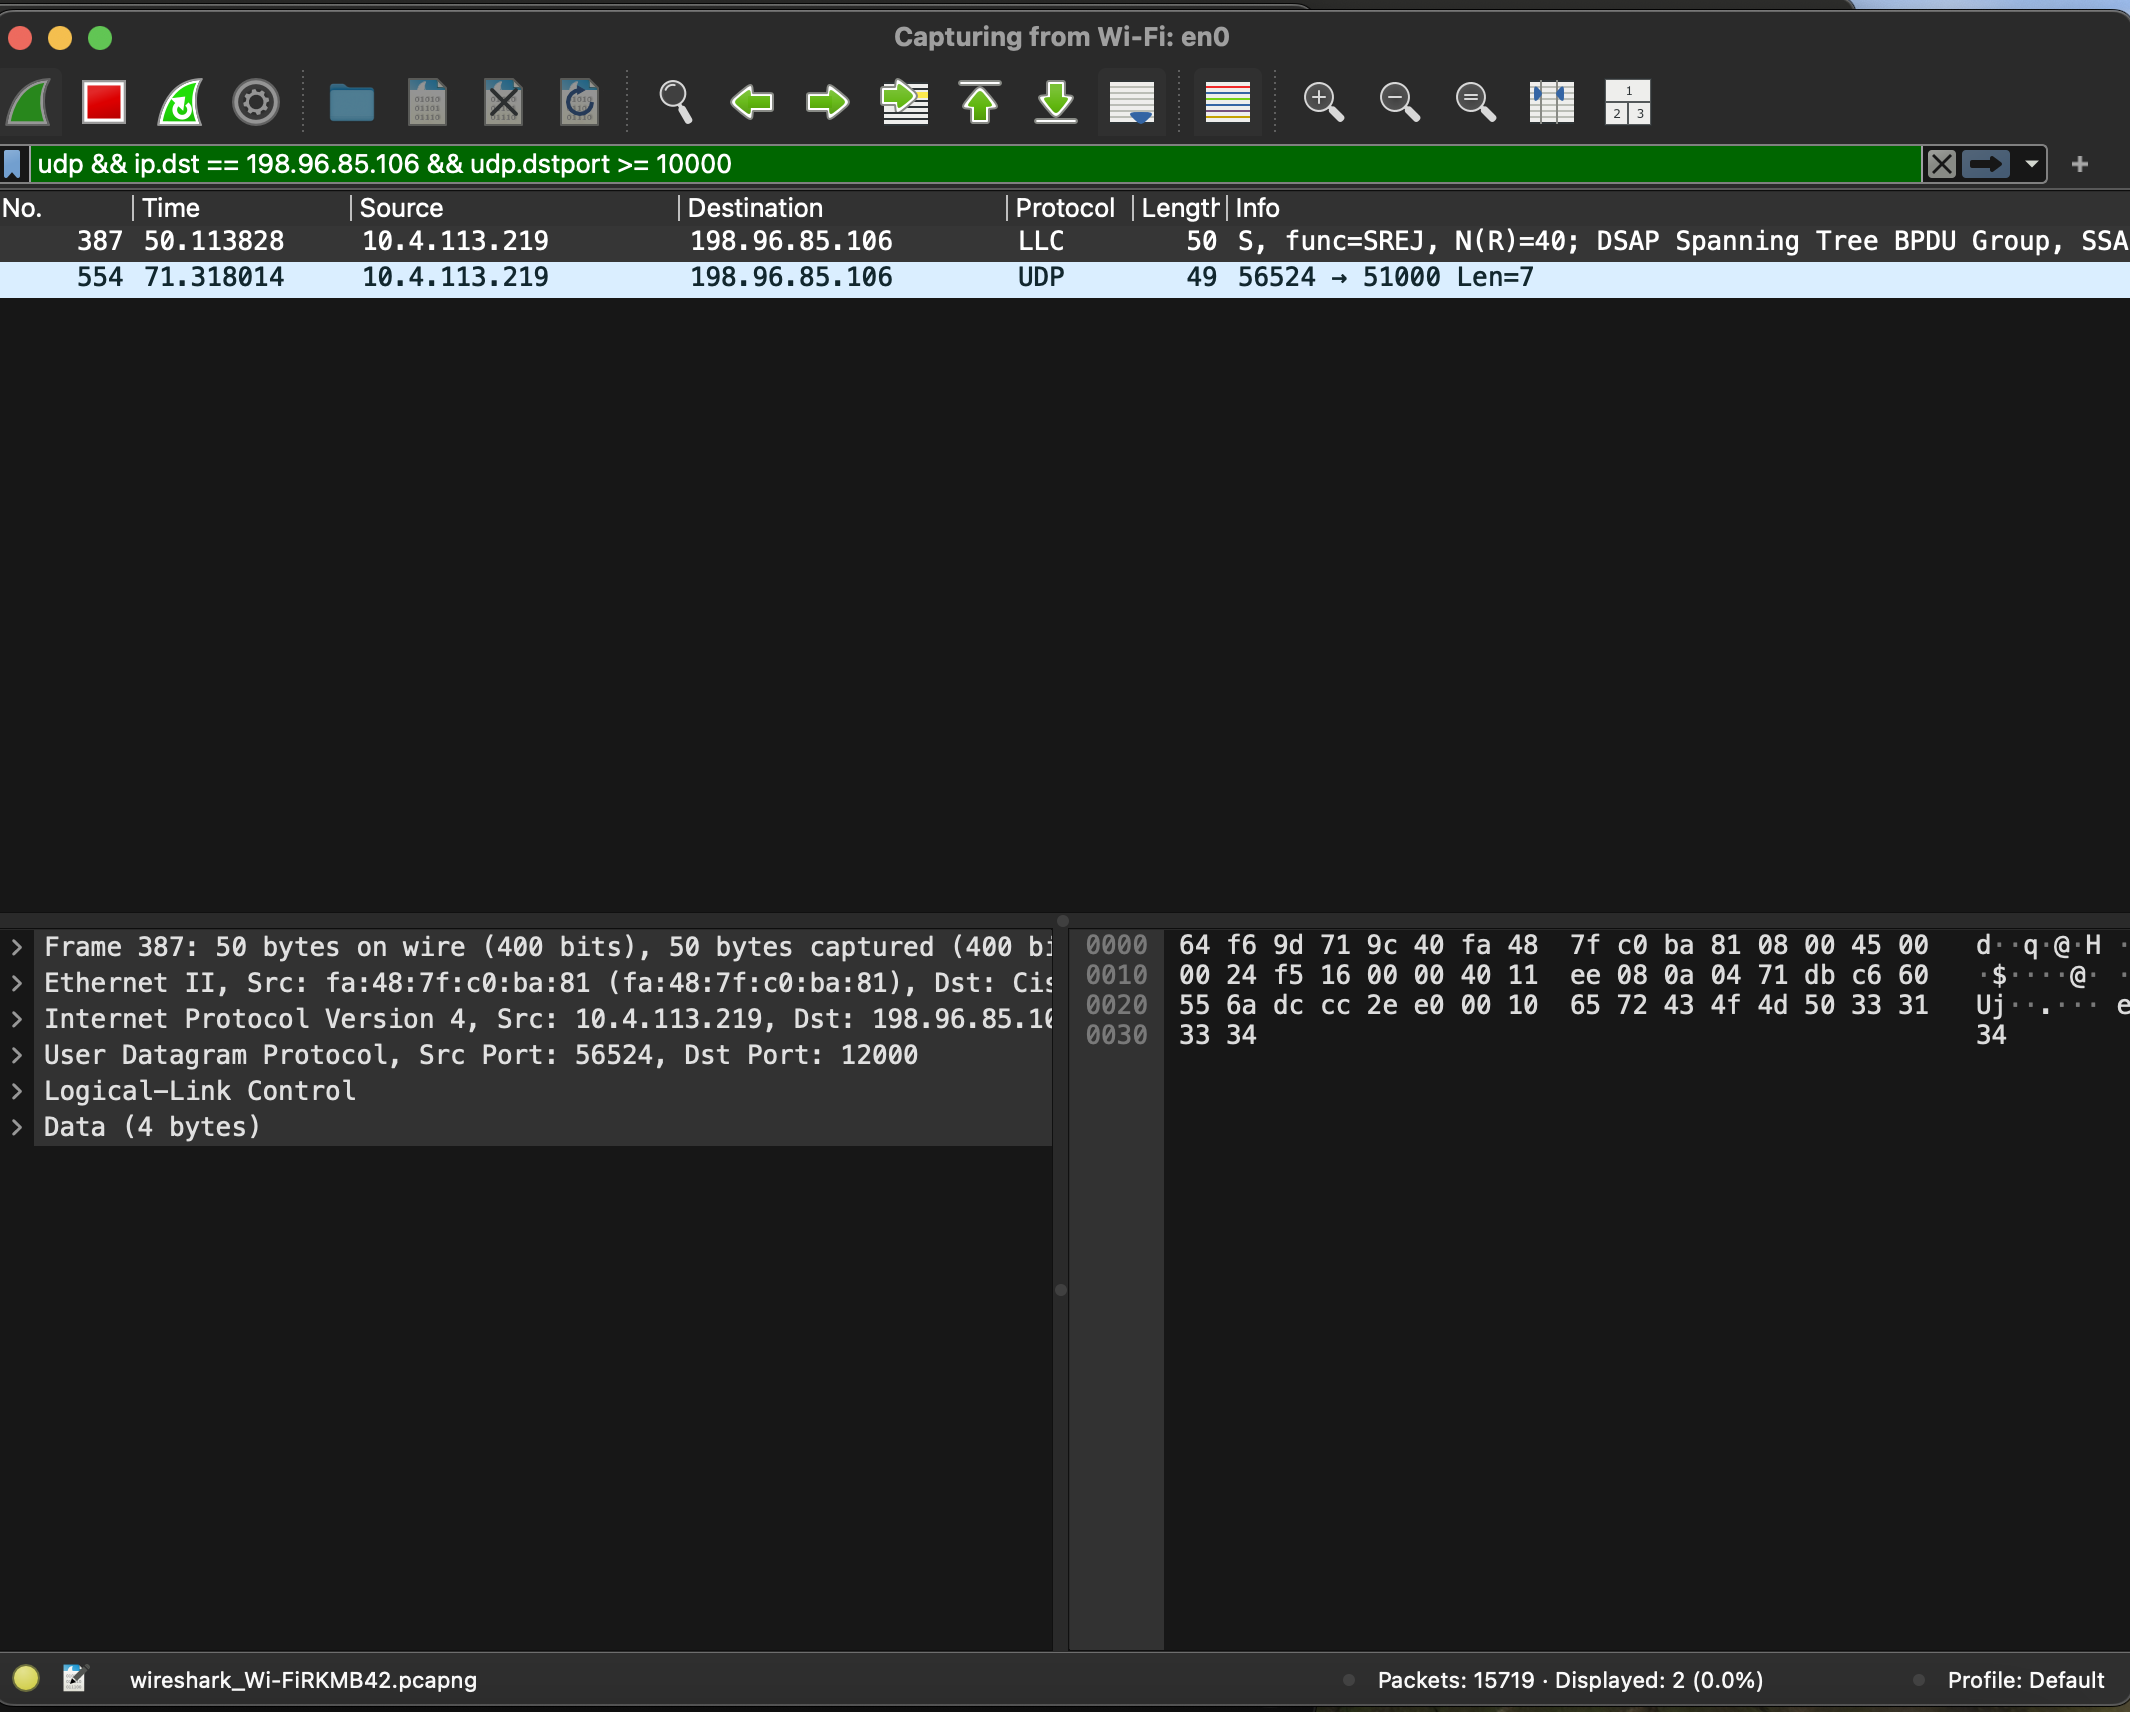 Capturing from Wi-Fi: en0
1
2 3
udp && ip.dst == 198.96.85.106 && udp.dstport >= 10000
No. Time Source Destination Protocol Length Info
387 50.113828 10.4.113.219 198.96.85.106 LLC 50 S, func=SREJ, N(R)=40; DSAP Spanning Tree BPDU Group, SSA
554 71.318014 10.4.113.219 198.96.85.106 UDP 49 56524 → 51000 Len=7
Frame 387: 50 bytes on wire (400 bits), 50 bytes captured (400 bi
Ethernet II, Src: fa:48:7f:c0:ba:81 (fa:48:7f:c0:ba:81), Dst: Cis
Internet Protocol Version 4, Src: 10.4.113.219, Dst: 198.96.85.10
User Datagram Protocol, Src Port: 56524, Dst Port: 12000
Logical-Link Control
Data (4 bytes)
0000 64 f6 9d 71 9c 40 fa 48 7f c0 ba 81 08 00 45 00 d··q·@·H ·
0010 00 24 f5 16 00 00 40 11 ee 08 0a 04 71 db c6 60 ·$····@· ·
0020 55 6a dc cc 2e e0 00 10 65 72 43 4f 4d 50 33 31 Uj··.··· e
0030 33 34 34
wireshark_Wi-FiRKMB42.pcapng
Packets: 15719 · Displayed: 2 (0.0%)
Profile: Default